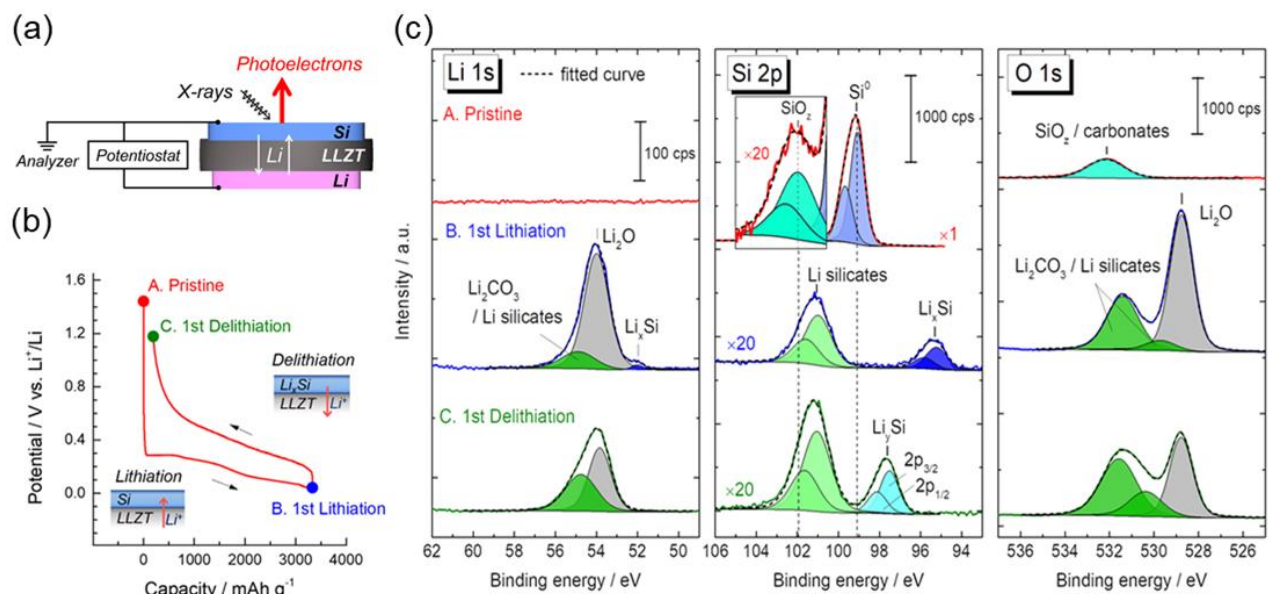 (a)
Photoelectrons
X-rays
Si
Analyzer
Potentiostat
Li
LLZT
Li
(b)
Potential / V vs. Li⁺/Li
1.6
1.2
0.8
0.4
0.0
A. Pristine
C. 1st Delithiation
Delithiation
LiₓSi
LLZT
Li⁺
Lithiation
Si
LLZT
Li⁺
B. 1st Lithiation
0 1000 2000 3000 4000
Capacity / mAh g⁻¹
(c)
Intensity / a.u.
Li 1s
---- fitted curve
A. Pristine
100 cps
B. 1st Lithiation
Li₂O
Li₂CO₃
/ Li silicates
LiₓSi
C. 1st Delithiation
62 60 58 56 54 52 50
Binding energy / eV
Si 2p
SiO𝓏
Si⁰
1000 cps
×20
×1
Li silicates
LiₓSi
×20
LiᵧSi
2p₃/₂
2p₁/₂
×20
106 104 102 100 98 96 94
Binding energy / eV
O 1s
1000 cps
SiO𝓏 / carbonates
Li₂O
Li₂CO₃ / Li silicates
536 534 532 530 528 526
Binding energy / eV